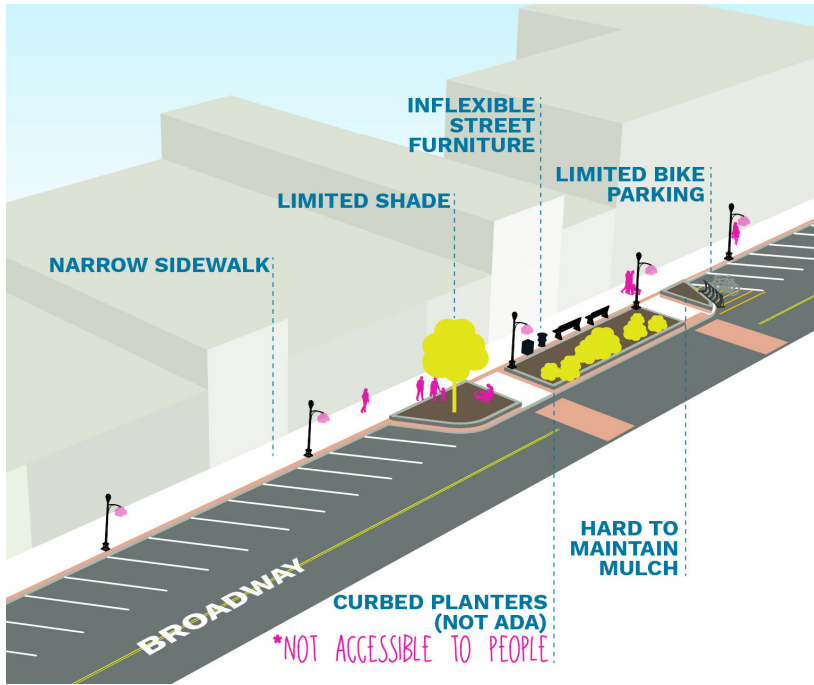 INFLEXIBLE
STREET
FURNITURE
LIMITED BIKE
PARKING
LIMITED SHADE
NARROW SIDEWALK
HARD TO
MAINTAIN
MULCH
BROADWAY
CURBED PLANTERS
(NOT ADA)
*NOT ACCESSIBLE TO PEOPLE